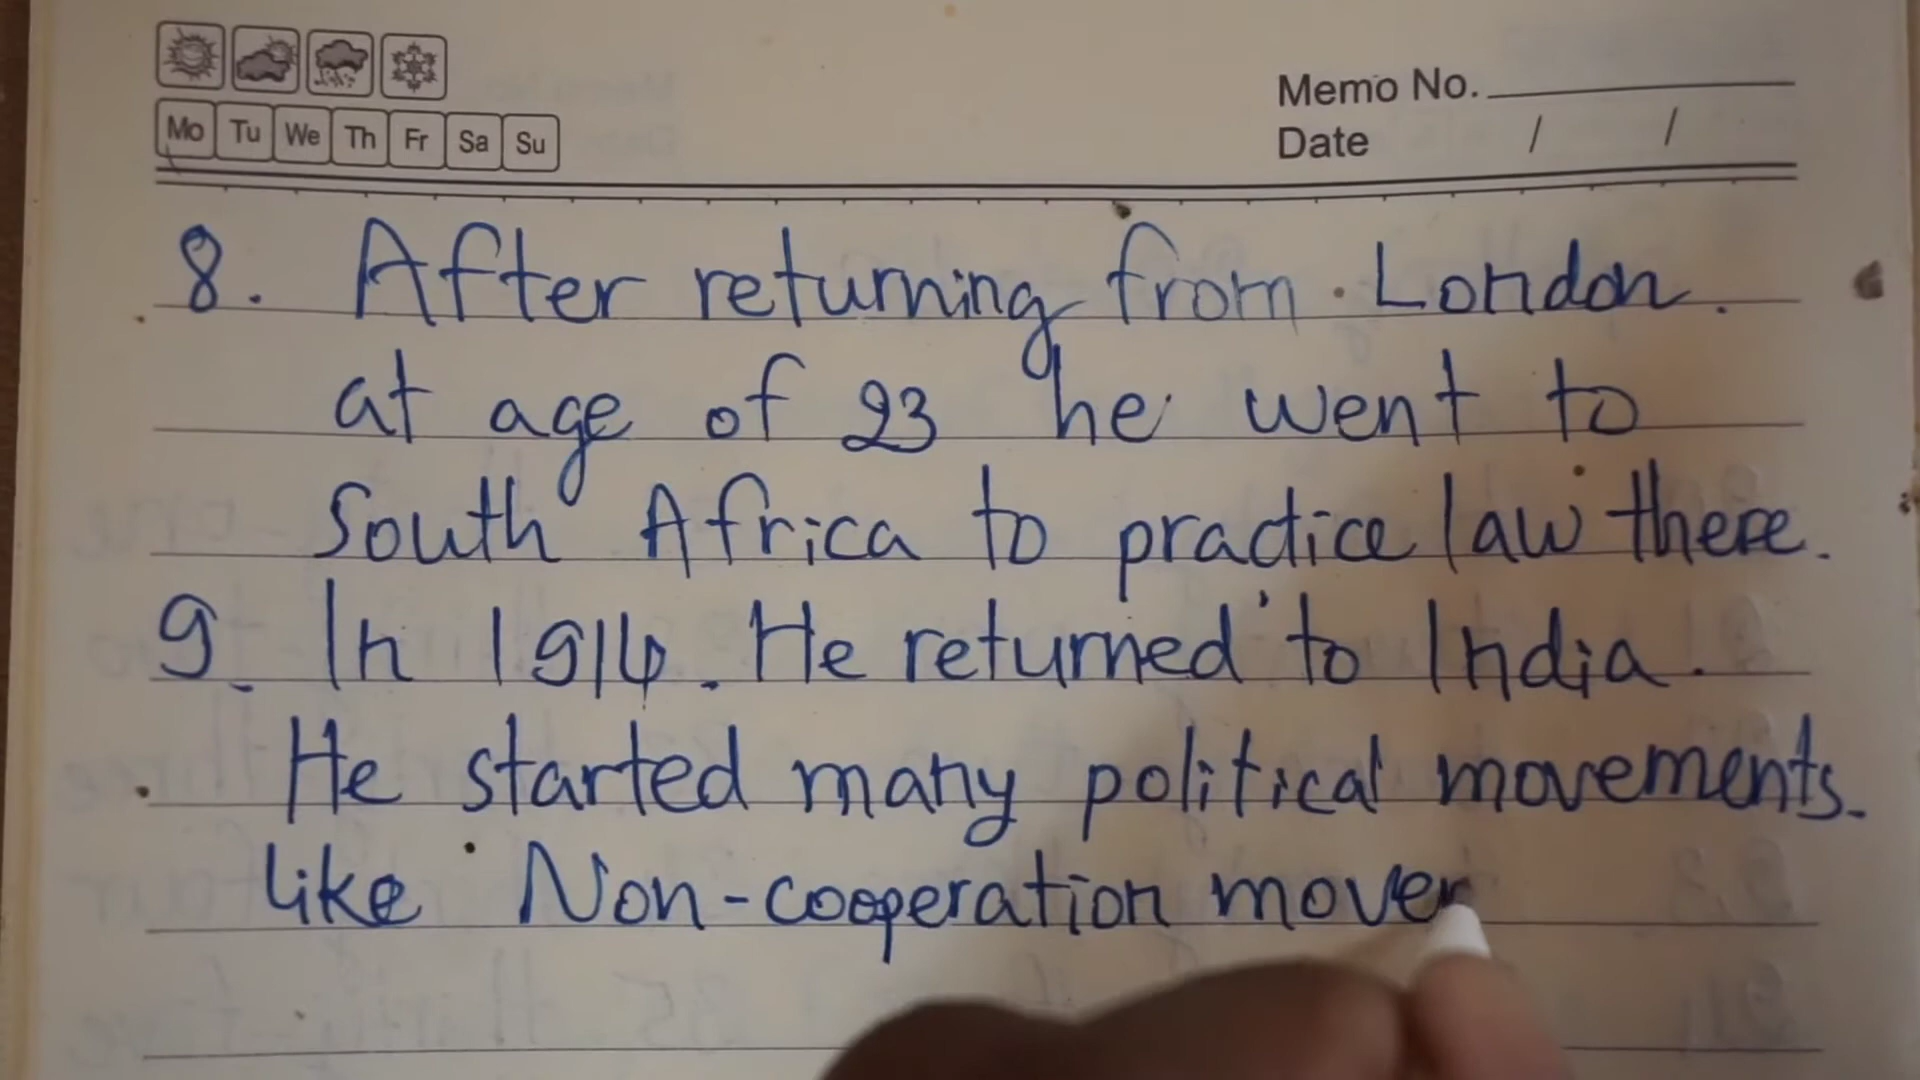 Mo Tu We Th Fr Sa Su
Memo No.
Date / /
8. After returning from London.
at age of 23 he went to
South Africa to practice law there.
9. In 1914. He returned to India.
He started many political movements.
like Non-cooperation mover